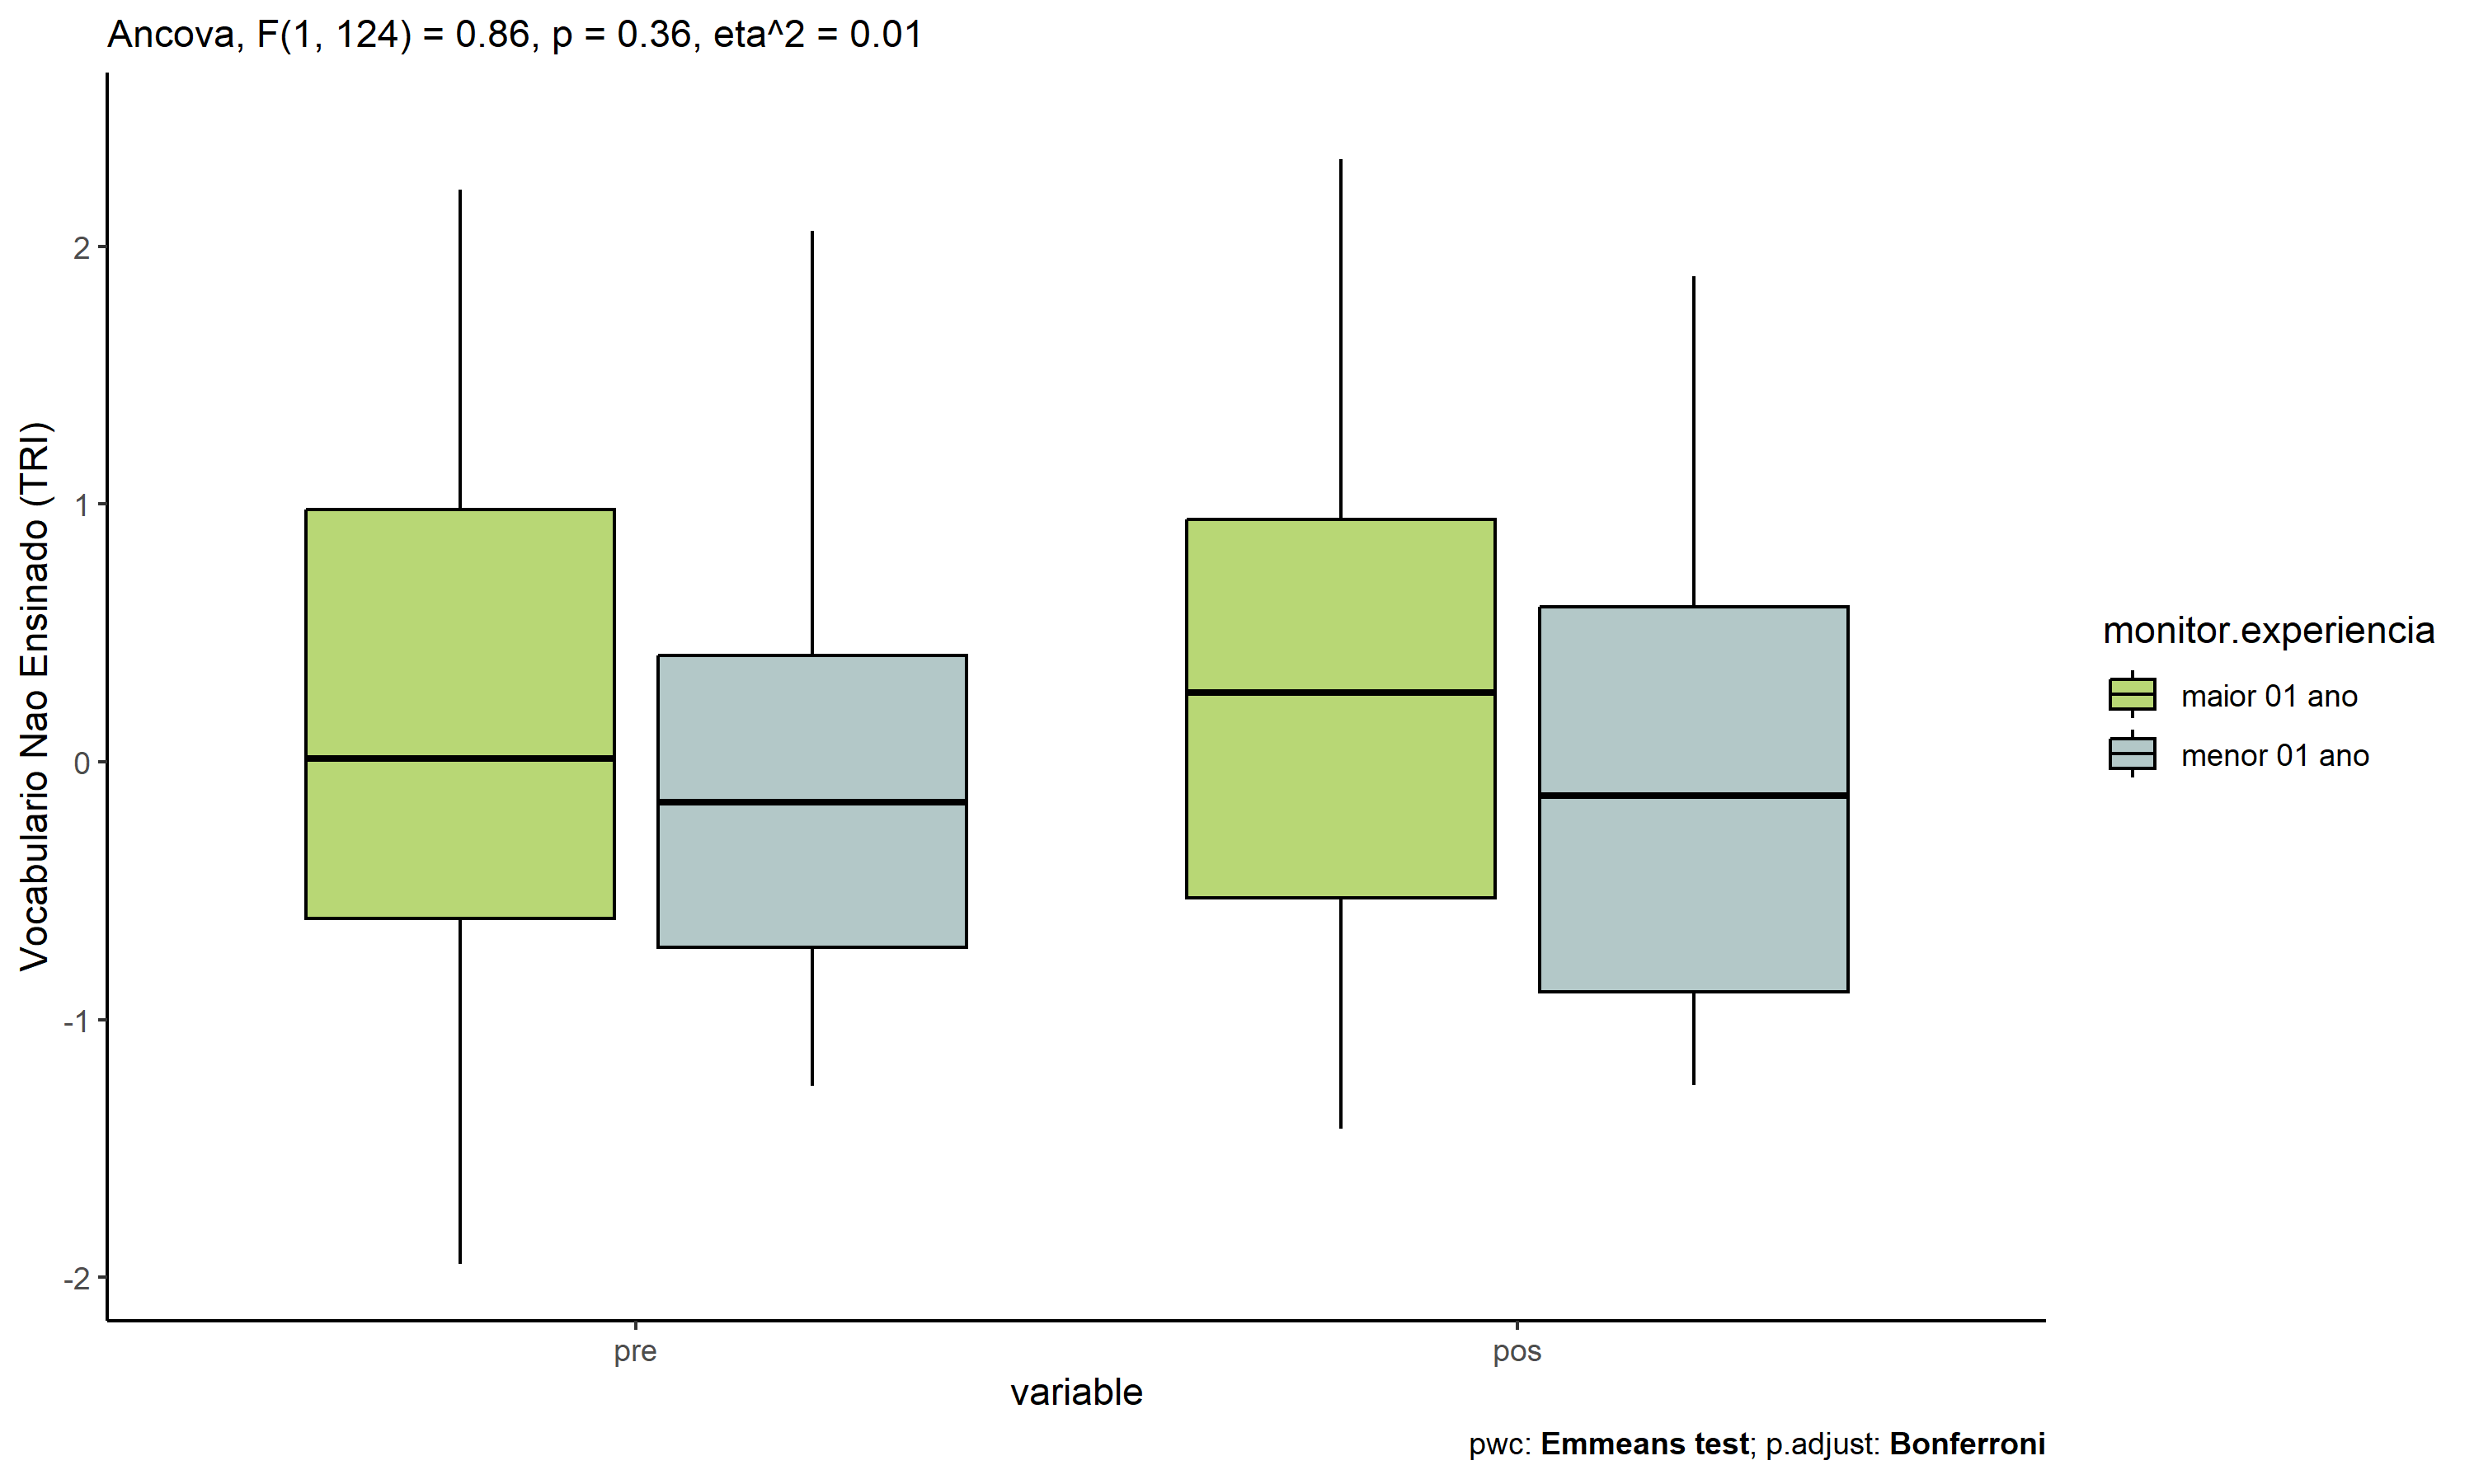 Ancova, F(1, 124) = 0.86, p = 0.36, eta^2 = 0.01
Vocabulario Nao Ensinado (TRI)
2
1
0
-1
-2
pre
pos
variable
monitor.experiencia
maior 01 ano
menor 01 ano
pwc: Emmeans test; p.adjust: Bonferroni